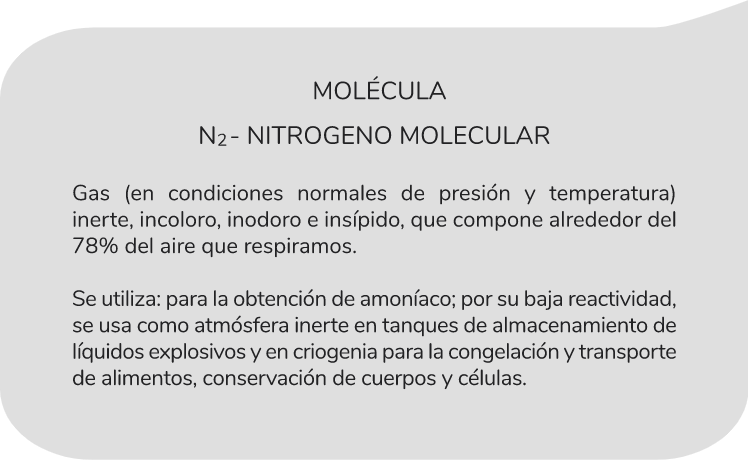 MOLÉCULA
N2- NITROGENO MOLECULAR
Gas (en condiciones normales de presión y temperatura)
inerte, incoloro, inodoro e insípido, que compone alrededor del
78% del aire que respiramos.
Se utiliza: para la obtención de amoníaco; por su baja reactividad,
se usa como atmósfera inerte en tanques de almacenamiento de
líquidos explosivos y en criogenia para la congelación y transporte
de alimentos, conservación de cuerpos y células.